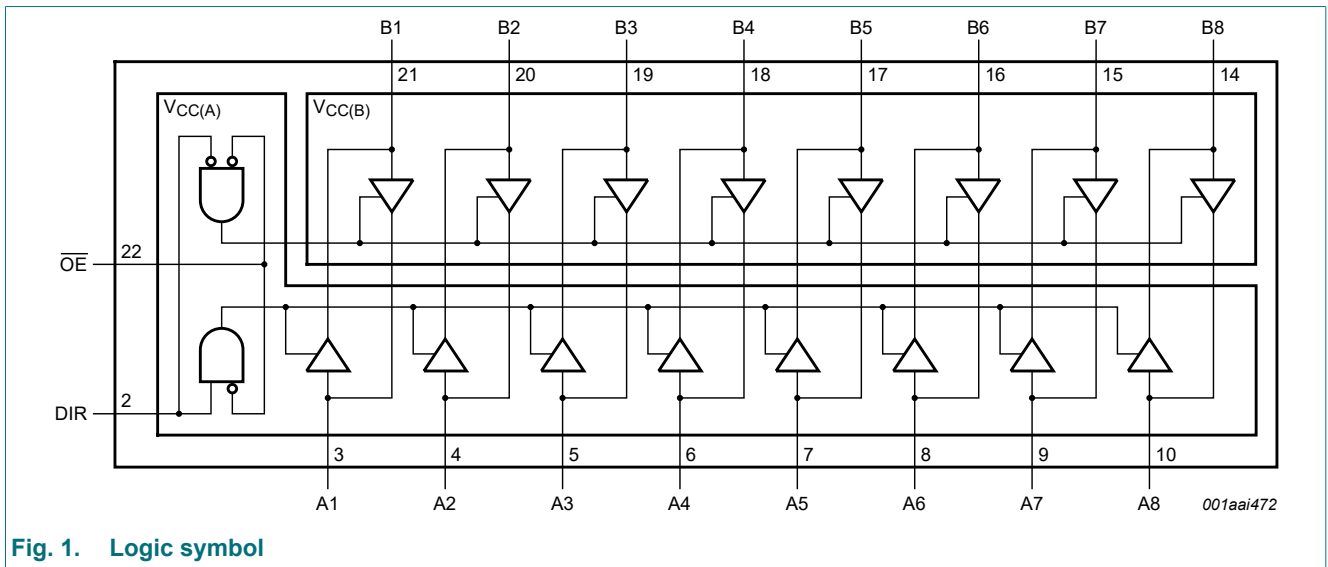 B1 B2 B3 B4 B5 B6 B7 B8
21 20 19 18 17 16 15 14
VCC(A) VCC(B)
OE 22
DIR 2
3 4 5 6 7 8 9 10
A1 A2 A3 A4 A5 A6 A7 A8 001aai472
Fig. 1. Logic symbol